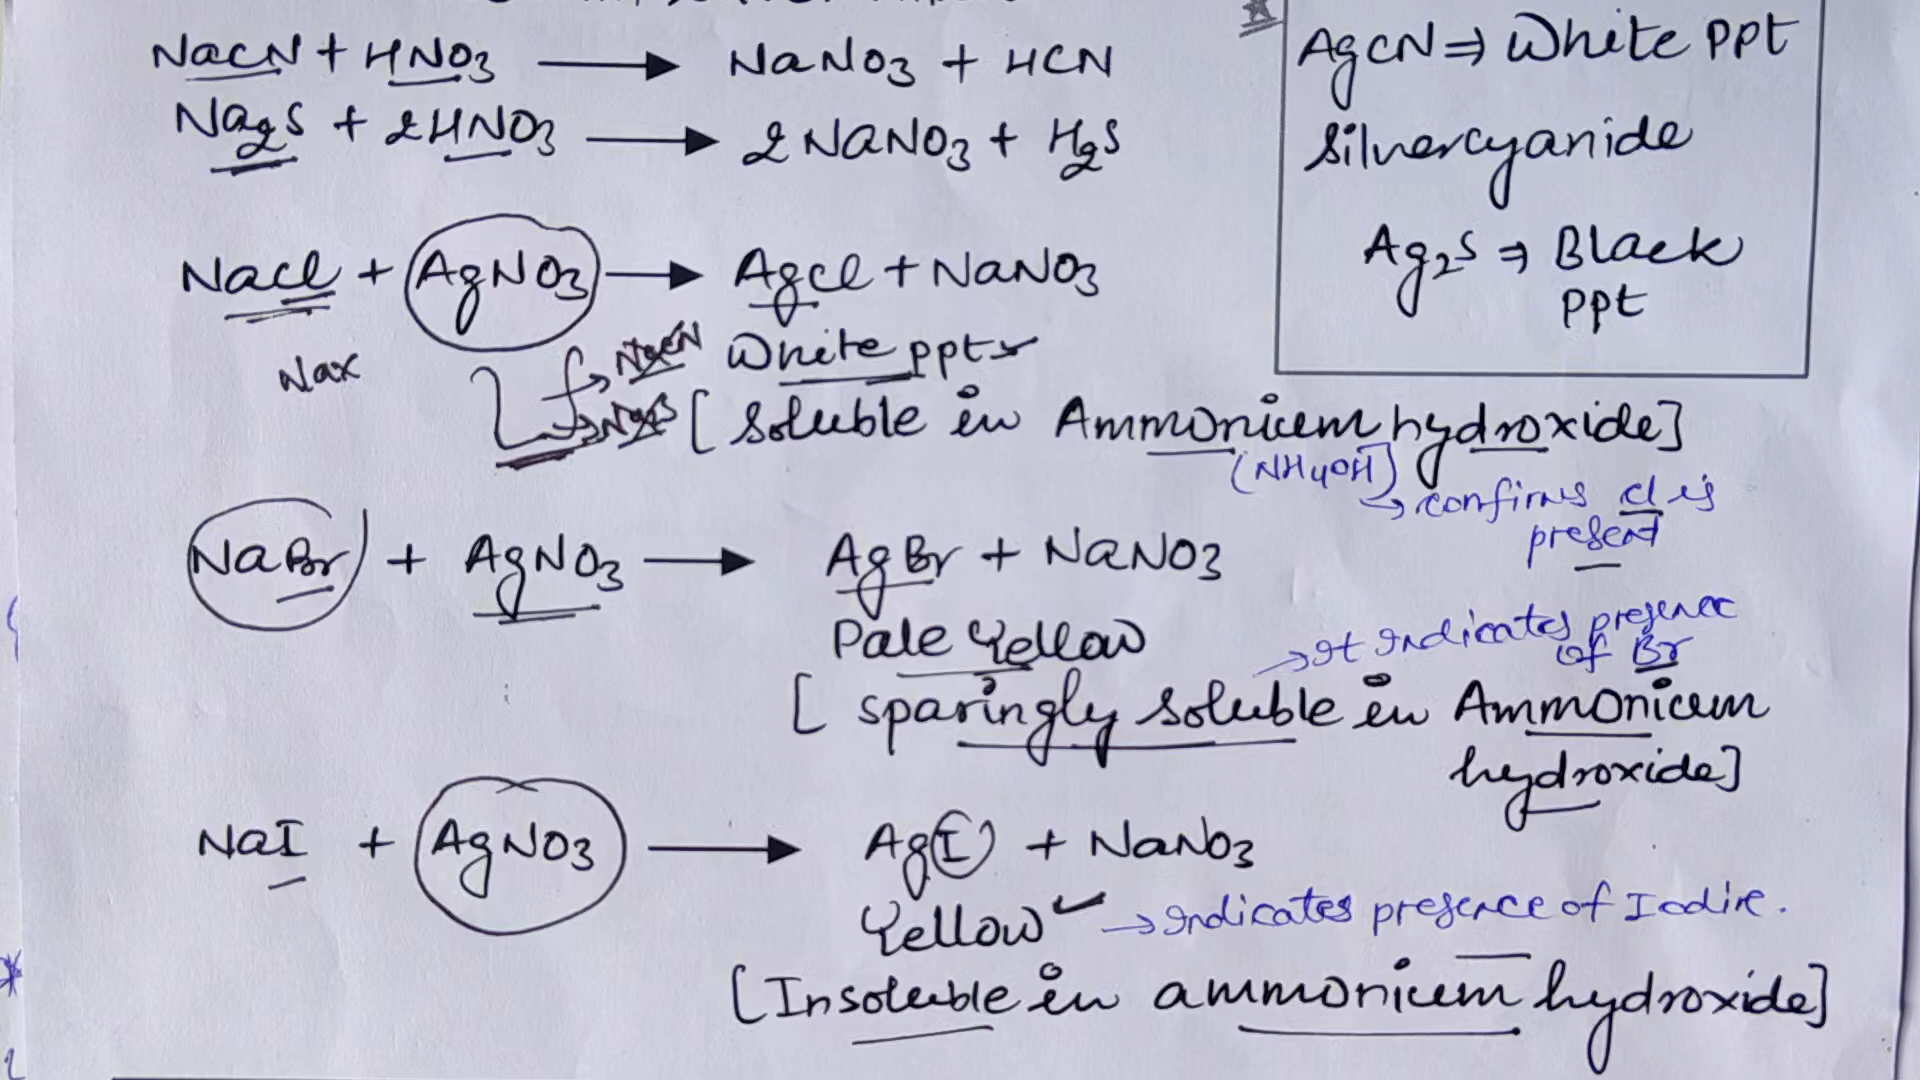 NaCN + HNO3 → NaNO3 + HCN
Na2S + 2HNO3 → 2NaNO3 + H2S
AgCN ⇒ White ppt
Silvercyanide
Ag2S ⇒ Black
ppt
NaCl + AgNO3 → AgCl + NaNO3
NaX
NaCN
Na2S
White ppt
[Soluble in Ammonium hydroxide]
(NH4OH)
→ confirms Cl is
present
NaBr + AgNO3 → AgBr + NaNO3
Pale Yellow
→ It Indicates presence
of Br
[sparingly soluble in Ammonium
hydroxide]
NaI + AgNO3 → AgI + NaNO3
Yellow ✓ → Indicates presence of Iodine.
[Insoluble in ammonium hydroxide]